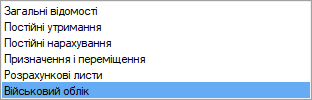 Загальні відомості
Постійні утримання
Постійні нарахування
Призначення і переміщення
Розрахункові листи
Військовий облік